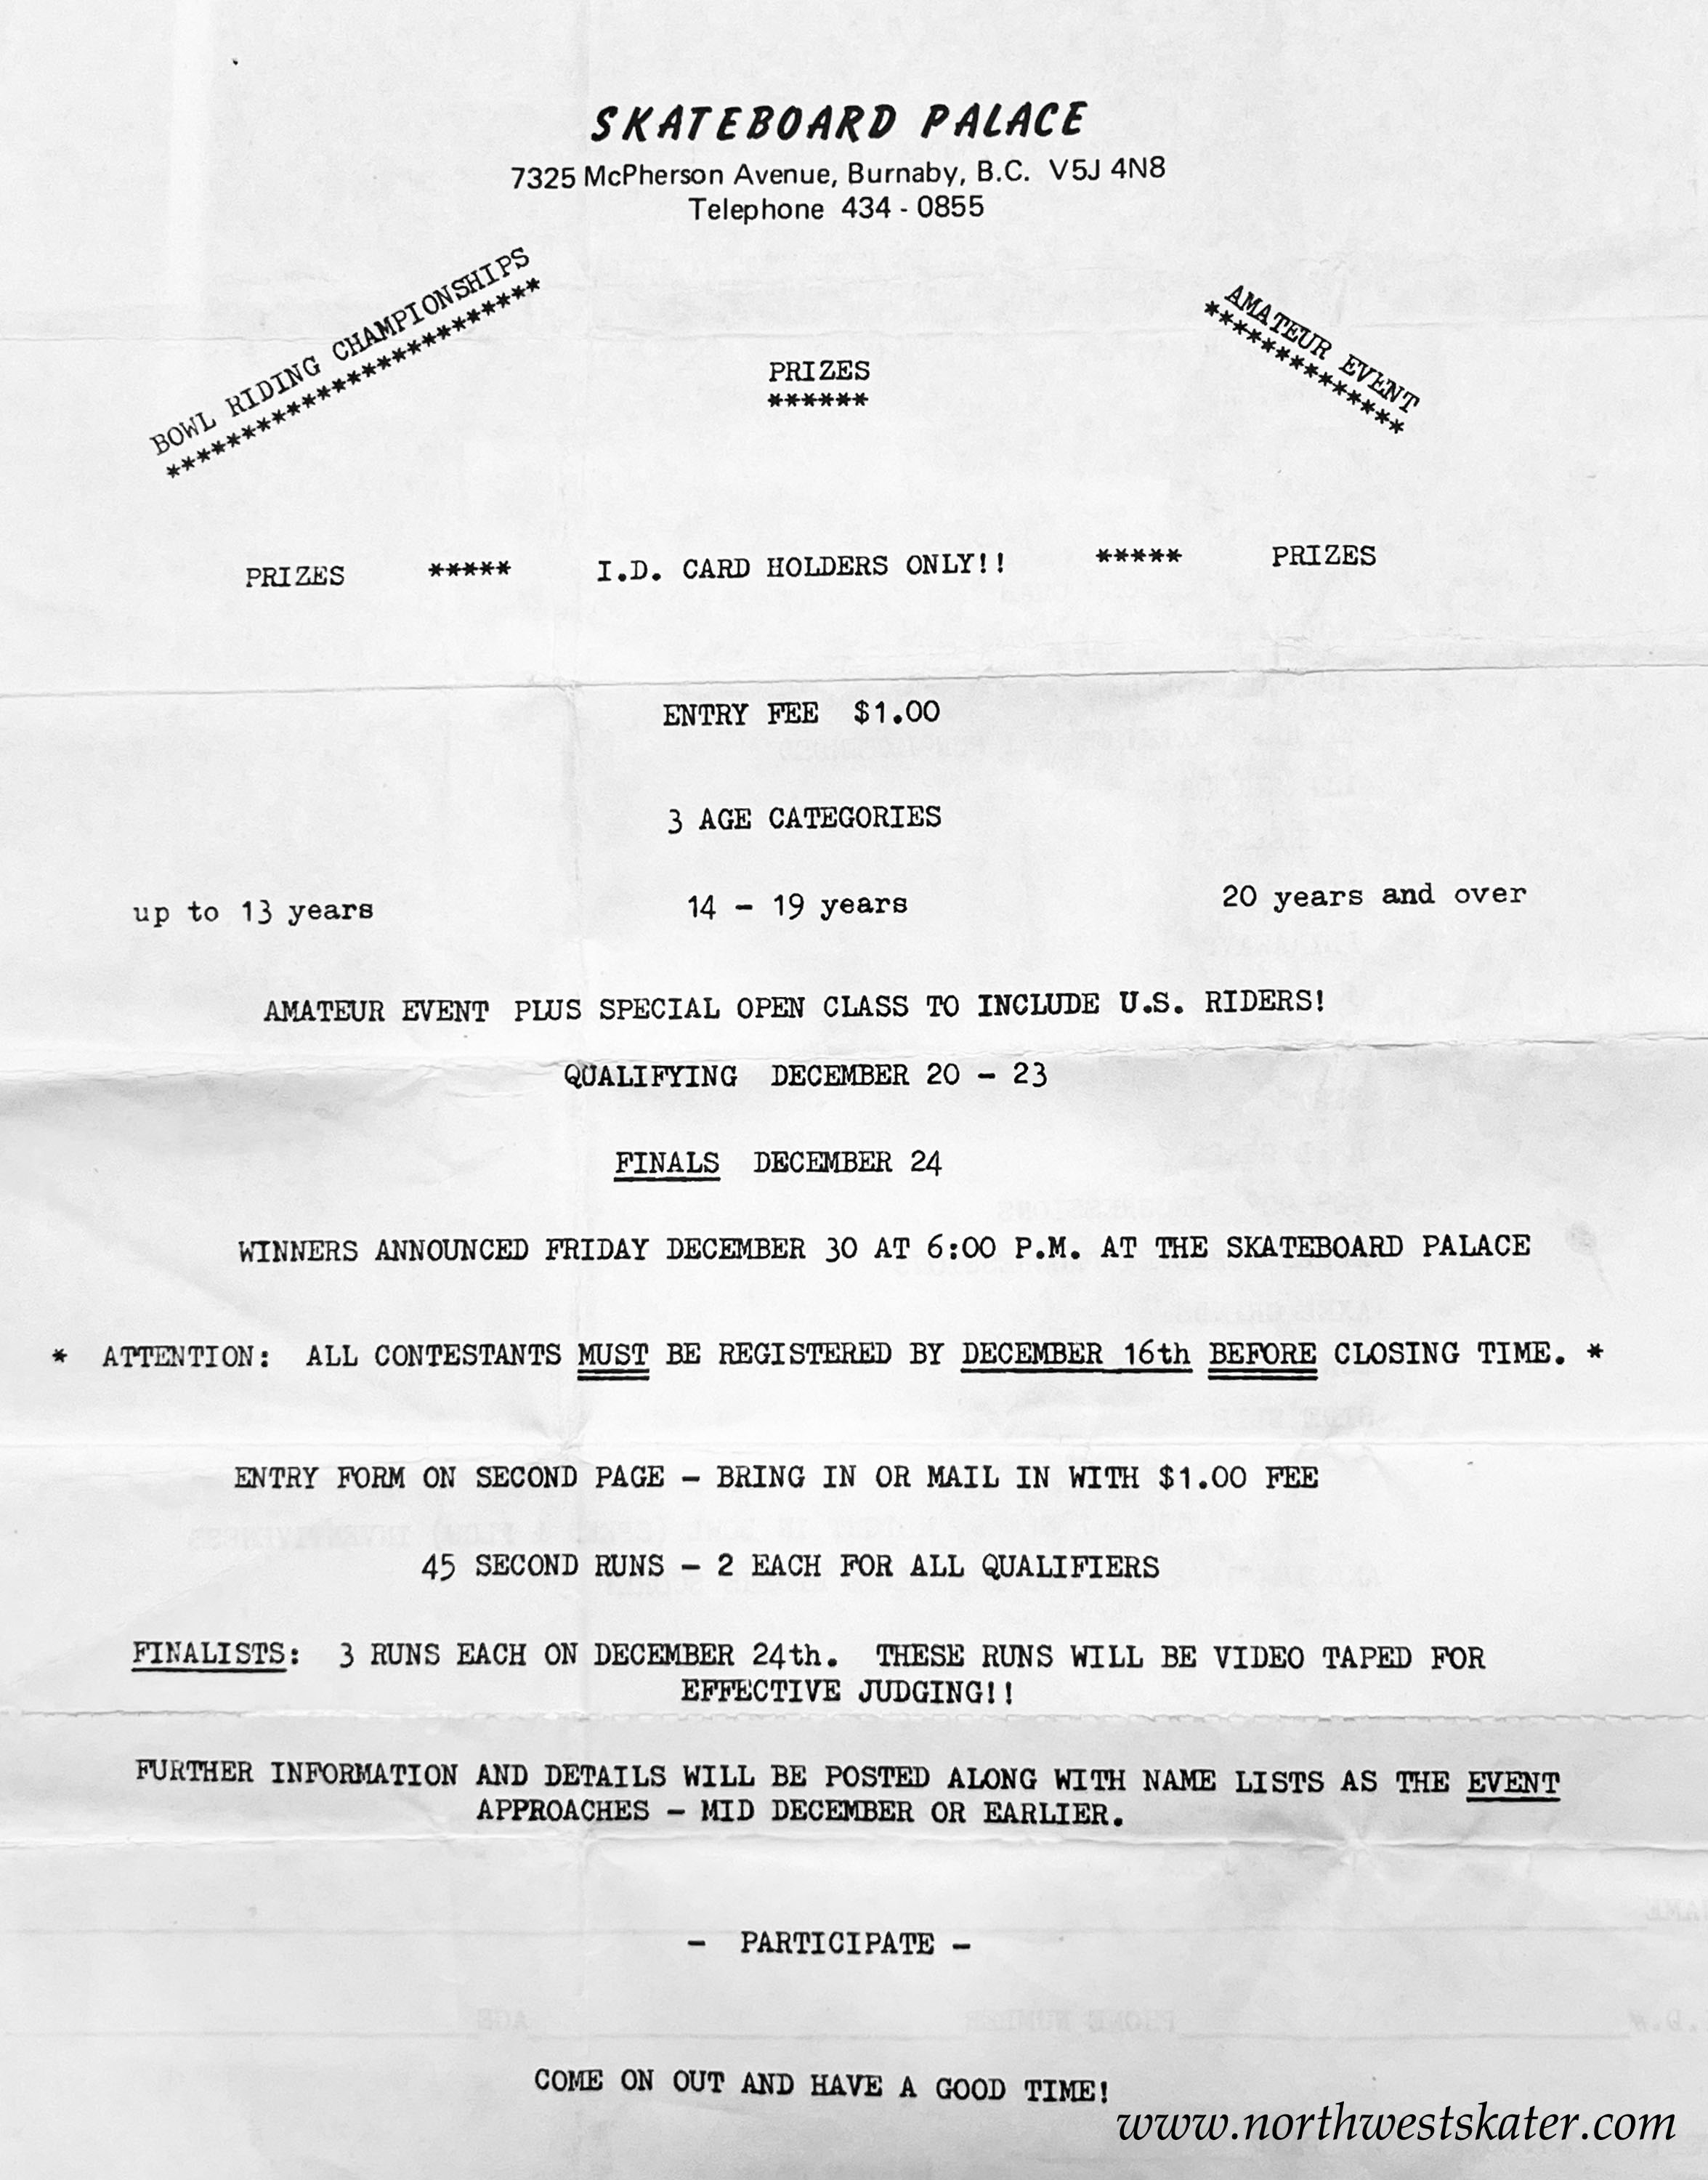 SKATEBOARD PALACE
7325 McPherson Avenue, Burnaby, B.C. V5J 4N8
Telephone 434 - 0855
BOWL RIDING CHAMPIONSHIPS
***************************
AMATEUR EVENT
**************
PRIZES
******
PRIZES ***** I.D. CARD HOLDERS ONLY!! ***** PRIZES
ENTRY FEE $1.00
3 AGE CATEGORIES
up to 13 years 14 - 19 years 20 years and over
AMATEUR EVENT PLUS SPECIAL OPEN CLASS TO INCLUDE U.S. RIDERS!
QUALIFYING DECEMBER 20 - 23
FINALS DECEMBER 24
WINNERS ANNOUNCED FRIDAY DECEMBER 30 AT 6:00 P.M. AT THE SKATEBOARD PALACE
* ATTENTION: ALL CONTESTANTS MUST BE REGISTERED BY DECEMBER 16th BEFORE CLOSING TIME. *
ENTRY FORM ON SECOND PAGE - BRING IN OR MAIL IN WITH $1.00 FEE
45 SECOND RUNS - 2 EACH FOR ALL QUALIFIERS
FINALISTS: 3 RUNS EACH ON DECEMBER 24th. THESE RUNS WILL BE VIDEO TAPED FOR
EFFECTIVE JUDGING!!
FURTHER INFORMATION AND DETAILS WILL BE POSTED ALONG WITH NAME LISTS AS THE EVENT
APPROACHES - MID DECEMBER OR EARLIER.
- PARTICIPATE -
COME ON OUT AND HAVE A GOOD TIME!
www.northwestskater.com